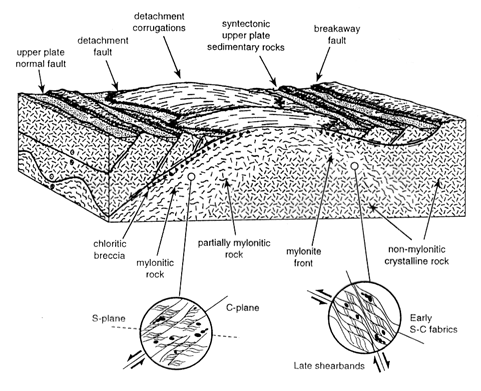 detachment
corrugations
syntectonic
upper plate
sedimentary rocks
breakaway
fault
detachment
fault
upper plate
normal fault
chloritic
breccia
mylonitic
rock
partially mylonitic
rock
mylonite
front
non-mylonitic
crystalline rock
S-plane
C-plane
Early
S-C fabrics
Late shearbands